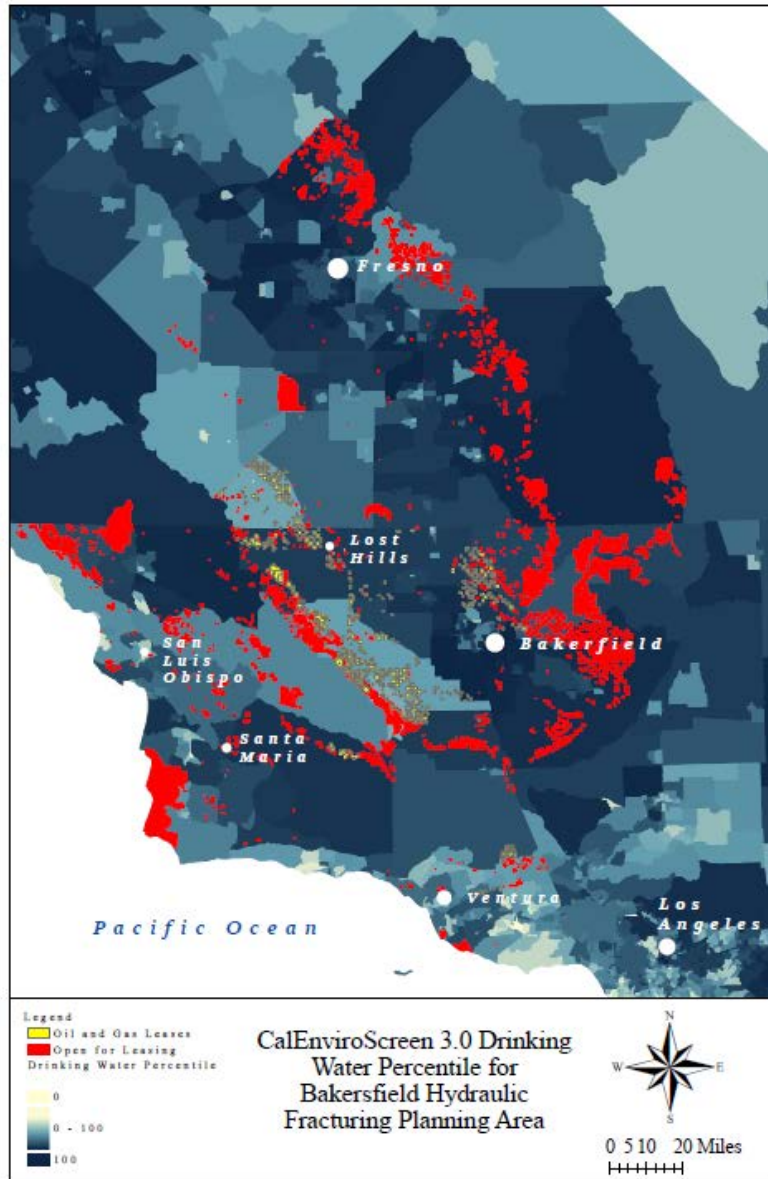 Fresno
Lost
Hills
Bakerfield
San
Luis
Obispo
Santa
Maria
Ventura
Los
Angeles
Pacific Ocean
Legend
Oil and Gas Leases
Open for Leasing
Drinking Water Percentile
0
0 - 100
100
CalEnviroScreen 3.0 Drinking
Water Percentile for
Bakersfield Hydraulic
Fracturing Planning Area
N
W E
S
0 5 10 20 Miles